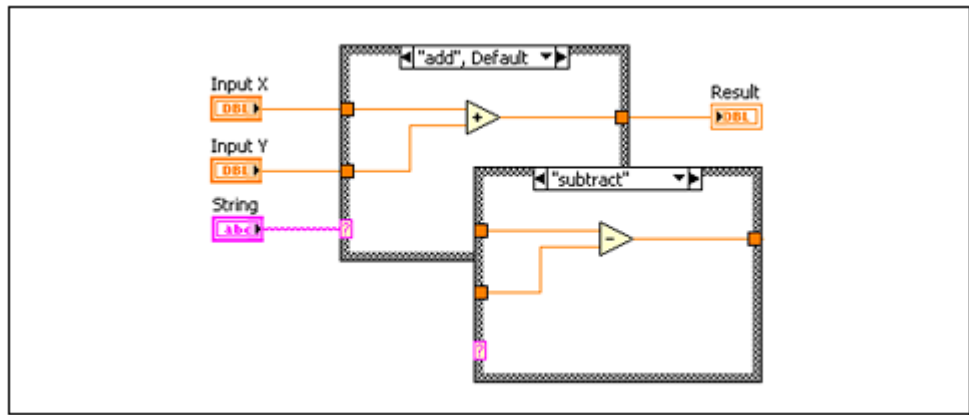 "add", Default
Input X
DBL
Result
DBL
+
Input Y
DBL
"subtract"
String
abc
?
-
?